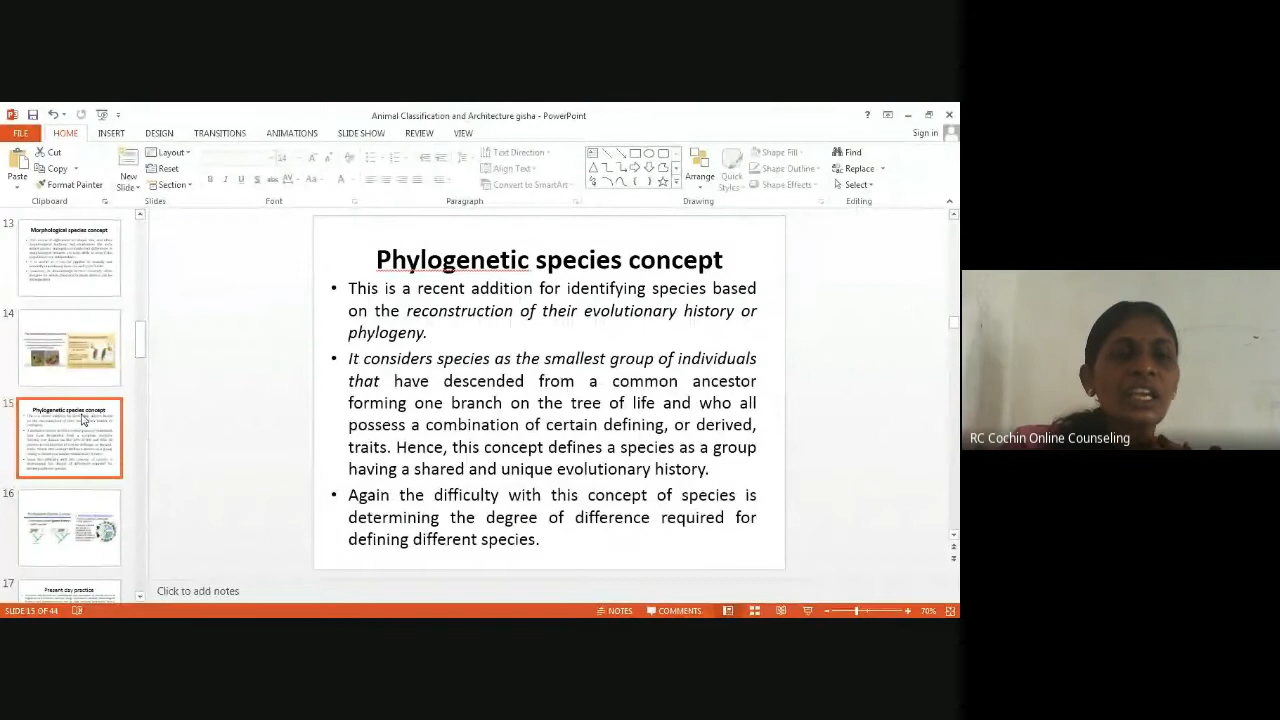 Animal Classification and Architecture gisha - PowerPoint
Sign in
FILE HOME INSERT DESIGN TRANSITIONS ANIMATIONS SLIDE SHOW REVIEW VIEW
Paste
Cut
Copy
Format Painter
Clipboard
New Slide
Layout
Reset
Section
Slides
14
Font
Text Direction
Align Text
Convert to SmartArt
Paragraph
Arrange
Quick Styles
Shape Fill
Shape Outline
Shape Effects
Drawing
Find
Replace
Select
Editing
13
Morphological species concept
14
15
Phylogenetic species concept
16
17
Present day practice
Phylogenetic species concept
• This is a recent addition for identifying species based
on the reconstruction of their evolutionary history or
phylogeny.
• It considers species as the smallest group of individuals
that have descended from a common ancestor
forming one branch on the tree of life and who all
possess a combination of certain defining, or derived,
traits. Hence, this concept defines a species as a group
having a shared and unique evolutionary history.
• Again the difficulty with this concept of species is
determining the degree of difference required for
defining different species.
Click to add notes
SLIDE 15 OF 44
NOTES
COMMENTS
70%
RC Cochin Online Counseling